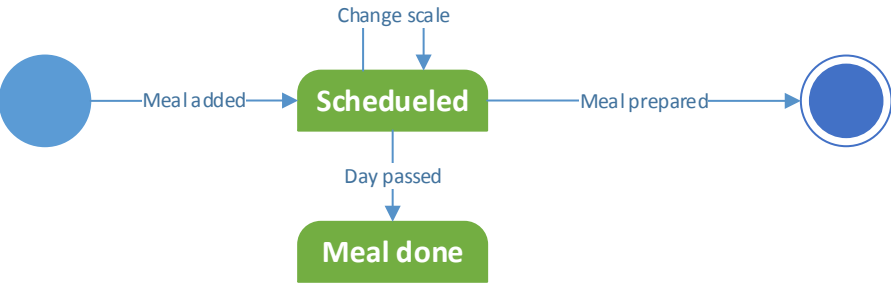 Change scale
Meal added
Schedueled
Meal prepared
Day passed
Meal done